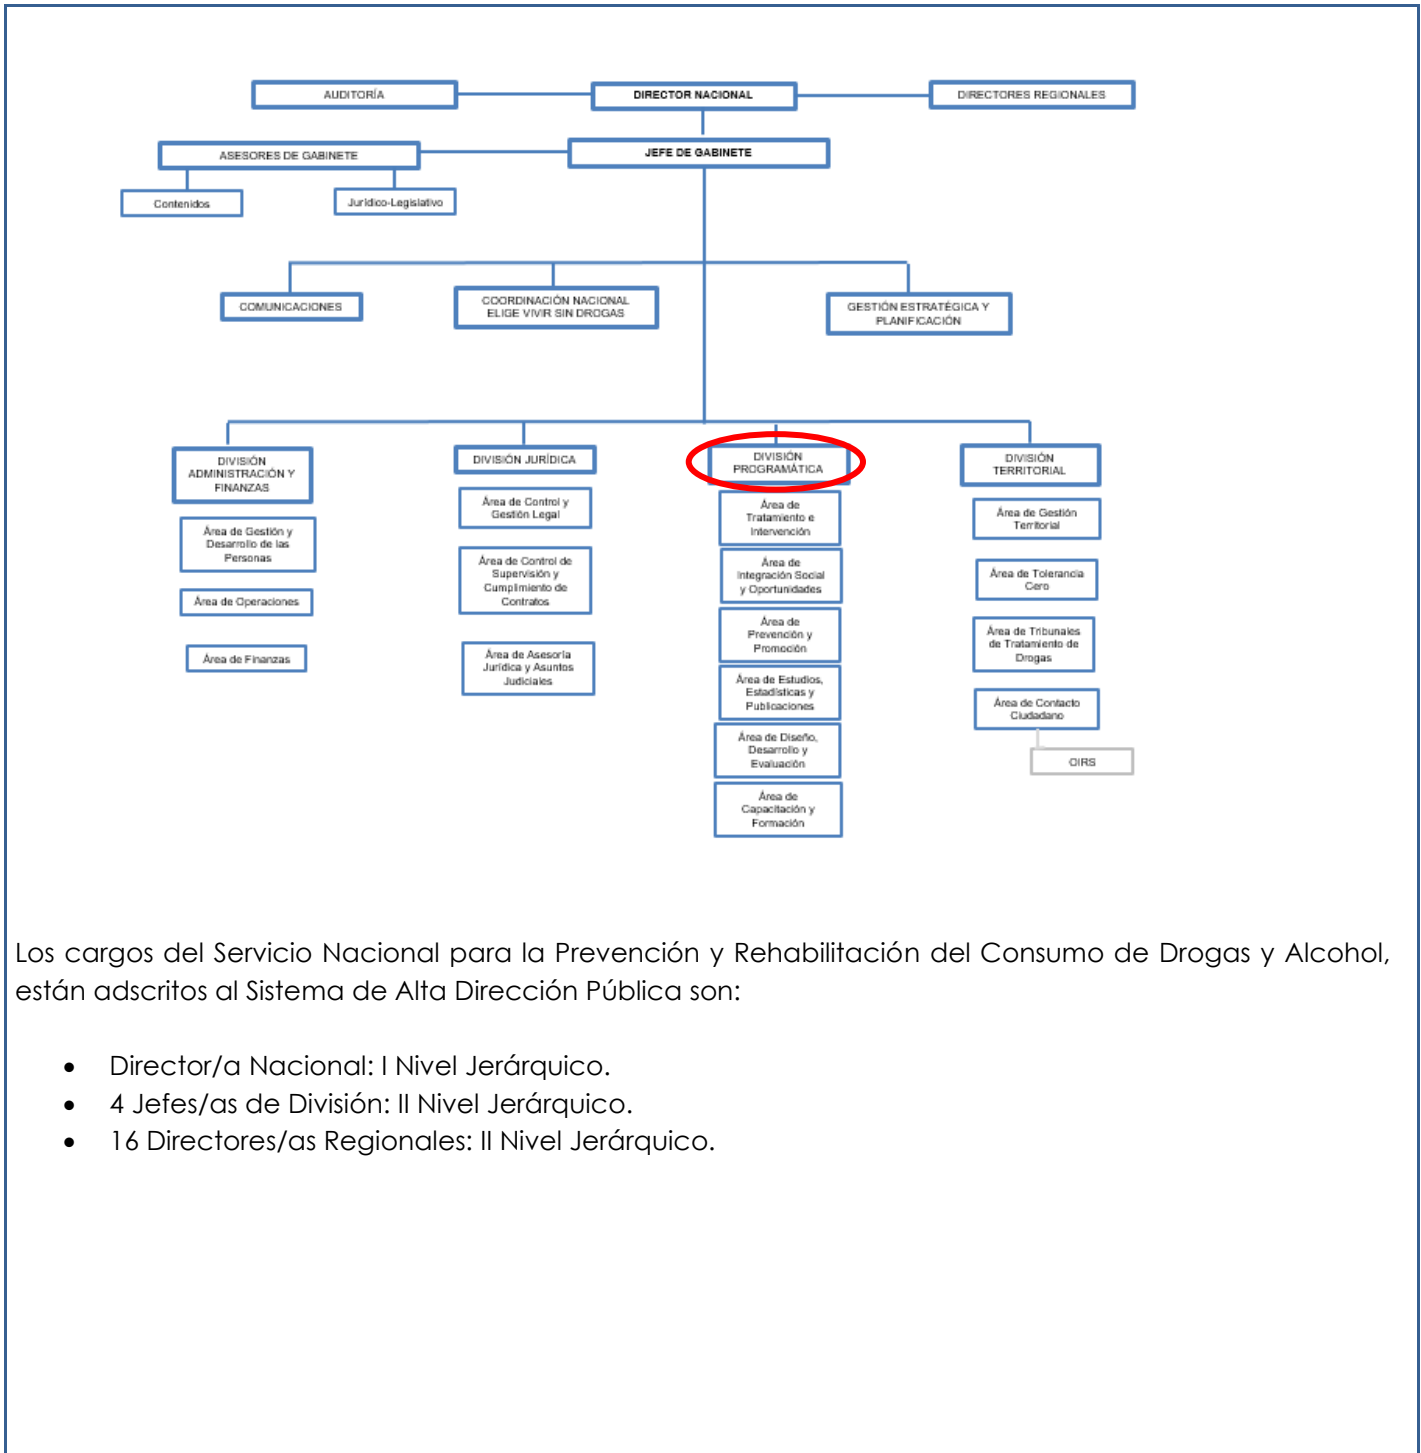 AUDITORÍA
DIRECTOR NACIONAL
DIRECTORES REGIONALES
ASESORES DE GABINETE
JEFE DE GABINETE
Contenidos
Jurídico-Legislativo
COMUNICACIONES
COORDINACIÓN NACIONAL
ELIGE VIVIR SIN DROGAS
GESTIÓN ESTRATÉGICA Y
PLANIFICACIÓN
DIVISIÓN
ADMINISTRACIÓN Y
FINANZAS
Área de Gestión y
Desarrollo de las
Personas
Área de Operaciones
Área de Finanzas
DIVISIÓN JURÍDICA
Área de Control y
Gestión Legal
Área de Control de
Supervisión y
Cumplimiento de
Contratos
Área de Asesoría
Jurídica y Asuntos
Judiciales
DIVISIÓN
PROGRAMÁTICA
Área de
Tratamiento e
Intervención
Área de
Integración Social
y Oportunidades
Área de
Prevención y
Promoción
Área de Estudios,
Estadísticas y
Publicaciones
Área de Diseño,
Desarrollo y
Evaluación
Área de
Capacitación y
Formación
DIVISIÓN
TERRITORIAL
Área de Gestión
Territorial
Área de Tolerancia
Cero
Área de Tribunales
de Tratamiento de
Drogas
Área de Contacto
Ciudadano
OIRS
Los cargos del Servicio Nacional para la Prevención y Rehabilitación del Consumo de Drogas y Alcohol,
están adscritos al Sistema de Alta Dirección Pública son:
• Director/a Nacional: I Nivel Jerárquico.
• 4 Jefes/as de División: II Nivel Jerárquico.
• 16 Directores/as Regionales: II Nivel Jerárquico.